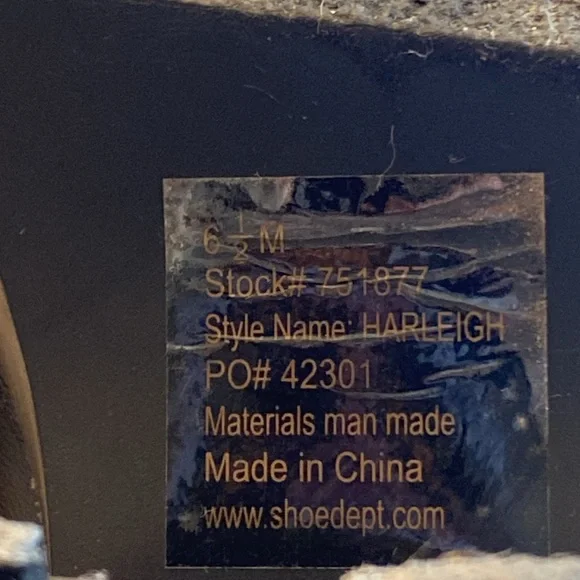 6 1/2 M
Stock# 751877
Style Name: HARLEIGH
PO# 42301
Materials man made
Made in China
www.shoedept.com